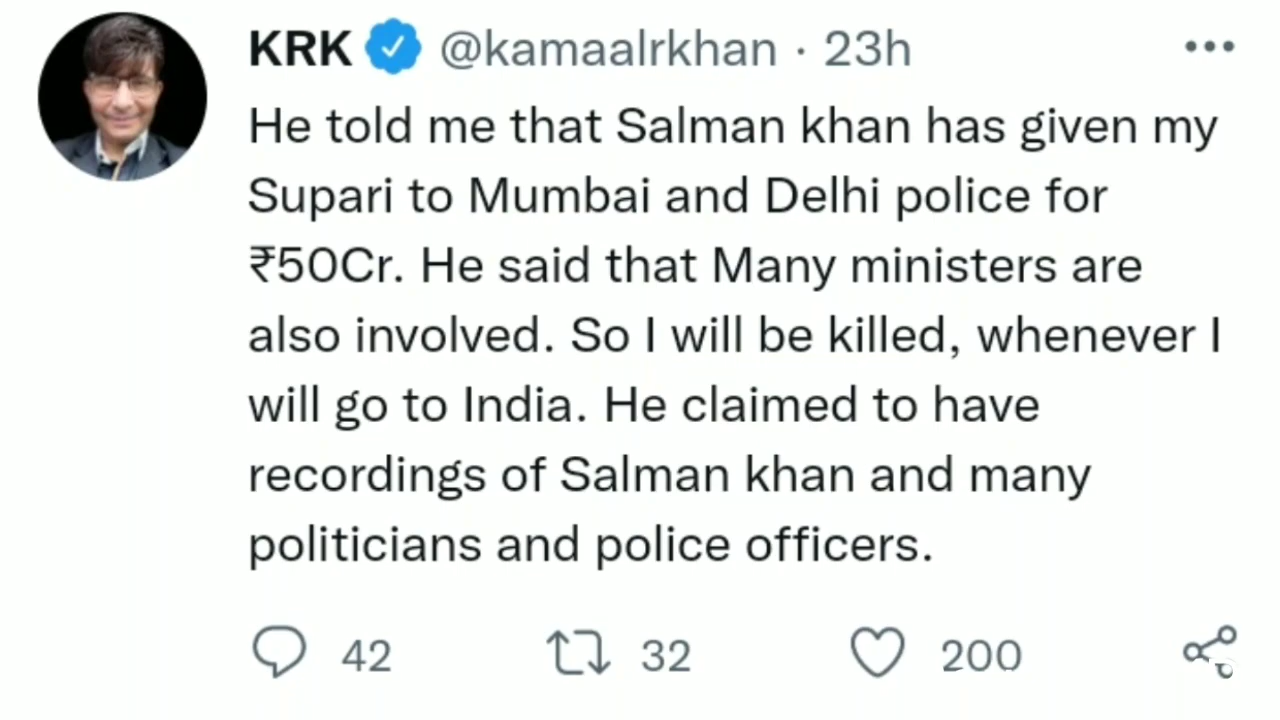 KRK @kamaalrkhan · 23h
He told me that Salman khan has given my
Supari to Mumbai and Delhi police for
₹50Cr. He said that Many ministers are
also involved. So I will be killed, whenever I
will go to India. He claimed to have
recordings of Salman khan and many
politicians and police officers.
42 32 200